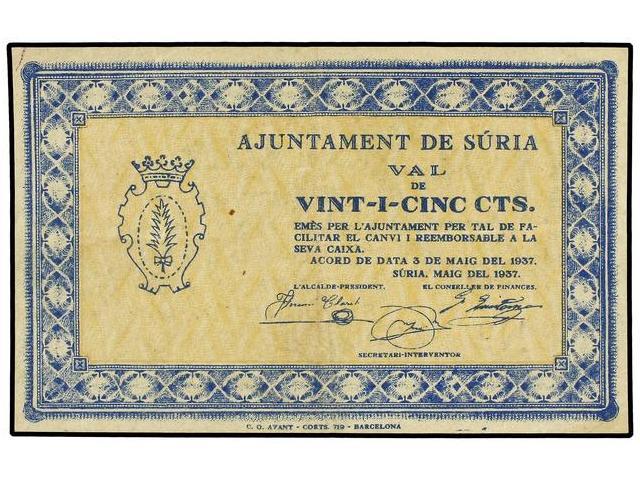 AJUNTAMENT DE SÚRIA
VAL
DE
VINT-I-CINC CTS.
EMÈS PER L'AJUNTAMENT PER TAL DE FA-
CILITAR EL CANVI I REEMBORSABLE A LA
SEVA CAIXA.
ACORD DE DATA 3 DE MAIG DEL 1937.
SÚRIA, MAIG DEL 1937.
L'ALCALDE-PRESIDENT. EL CONSELLER DE FINANCES,
SECRETARI-INTERVENTOR
C. O. AVANT - CORTS, 719 - BARCELONA